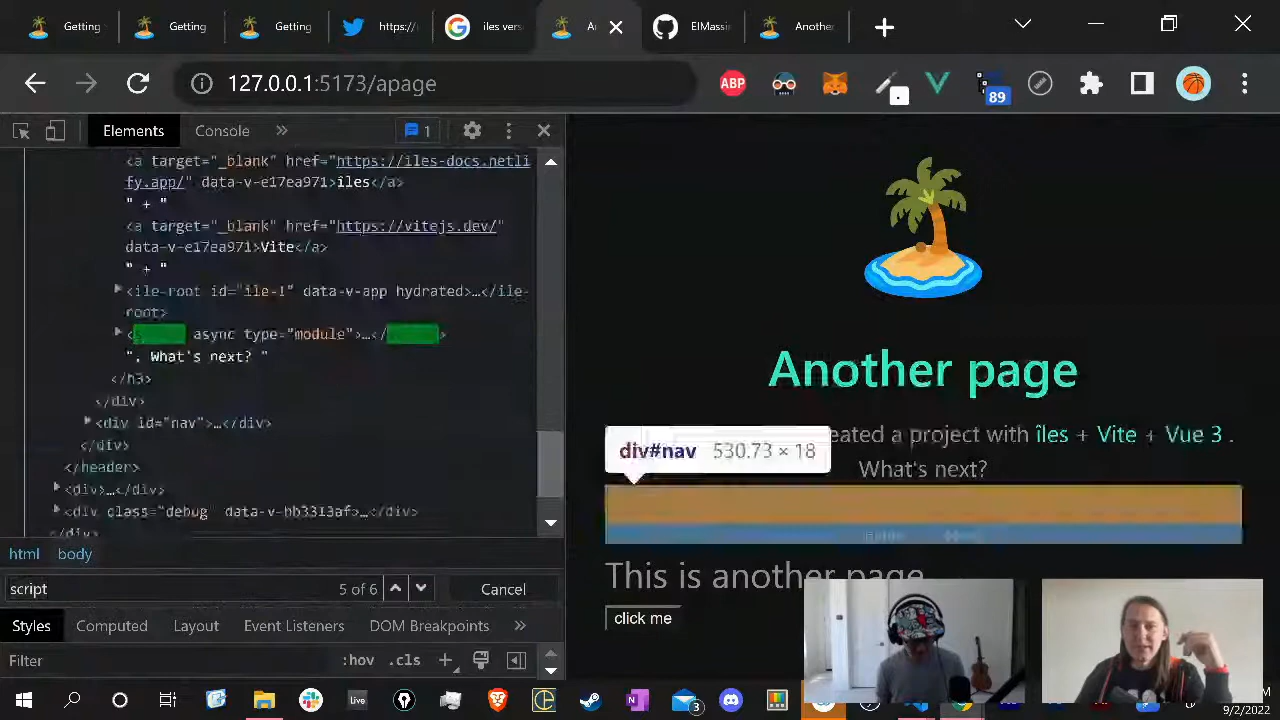 Getting
Getting
Getting
https://
iles vers
ElMassi
Another
127.0.0.1:5173/apage
ABP
89
Elements
Console
1
<a target="_blank" href="https://iles-docs.netli
fy.app/" data-v-e17ea971>îles</a>
" + "
<a target="_blank" href="https://vitejs.dev/"
data-v-e17ea971>Vite</a>
" + "
<ile-root id="ile-1" data-v-app hydrated>…</ile-
root>
async type="module">…</
". What's next? "
</h3>
</div>
<div id="nav">…</div>
</div>
</header>
<div>…</div>
<div class="debug" data-v-bb3313af>…</div>
</div>
html
body
script
5 of 6
Cancel
Styles
Computed
Layout
Event Listeners
DOM Breakpoints
Filter
:hov
.cls
Another page
eated a project with îles + Vite + Vue 3 .
What's next?
div#nav 530.73 × 18
This is another page
click me
Live
3
9/2/2022